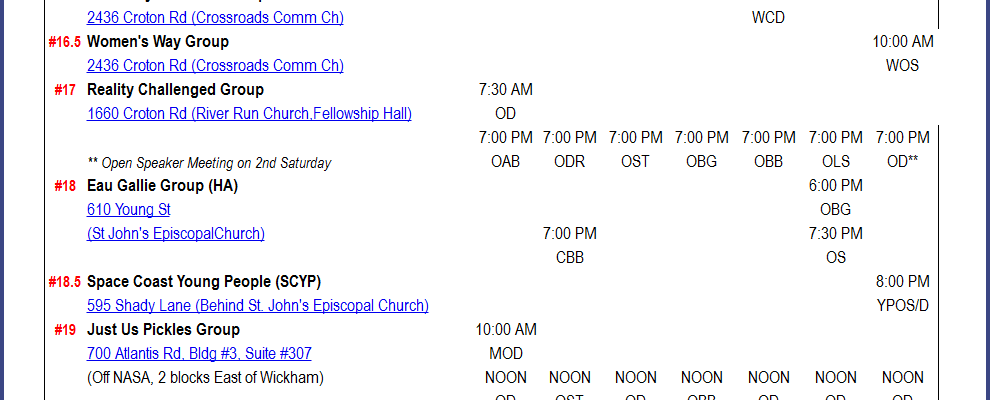 2436 Croton Rd (Crossroads Comm Ch) WCD
#16.5 Women's Way Group 10:00 AM
2436 Croton Rd (Crossroads Comm Ch) WOS
#17 Reality Challenged Group 7:30 AM
1660 Croton Rd (River Run Church,Fellowship Hall) OD
7:00 PM 7:00 PM 7:00 PM 7:00 PM 7:00 PM 7:00 PM 7:00 PM
** Open Speaker Meeting on 2nd Saturday OAB ODR OST OBG OBB OLS OD**
#18 Eau Gallie Group (HA) 6:00 PM
610 Young St OBG
(St John's EpiscopalChurch) 7:00 PM 7:30 PM
CBB OS
#18.5 Space Coast Young People (SCYP) 8:00 PM
595 Shady Lane (Behind St. John's Episcopal Church) YPOS/D
#19 Just Us Pickles Group 10:00 AM
700 Atlantis Rd, Bldg #3, Suite #307 MOD
(Off NASA, 2 blocks East of Wickham) NOON NOON NOON NOON NOON NOON NOON